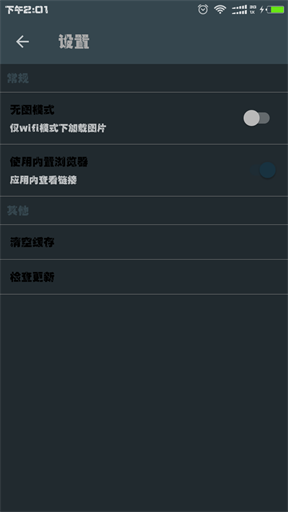 下午2:01
设置
常规
无图模式
仅wifi模式下加载图片
使用内置浏览器
应用内查看链接
其他
清空缓存
检查更新